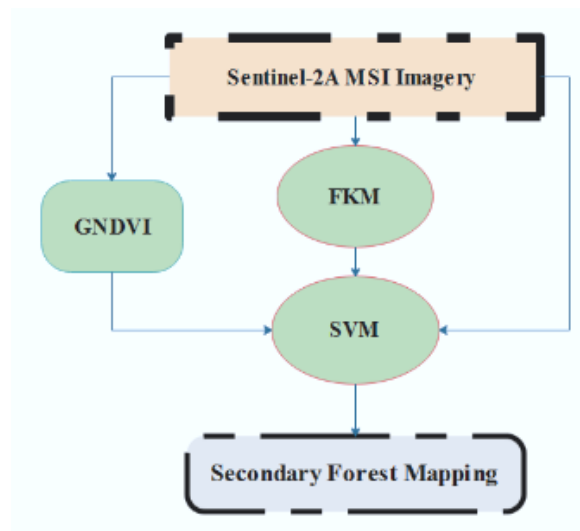 Sentinel-2A MSI Imagery
FKM
GNDVI
SVM
Secondary Forest Mapping